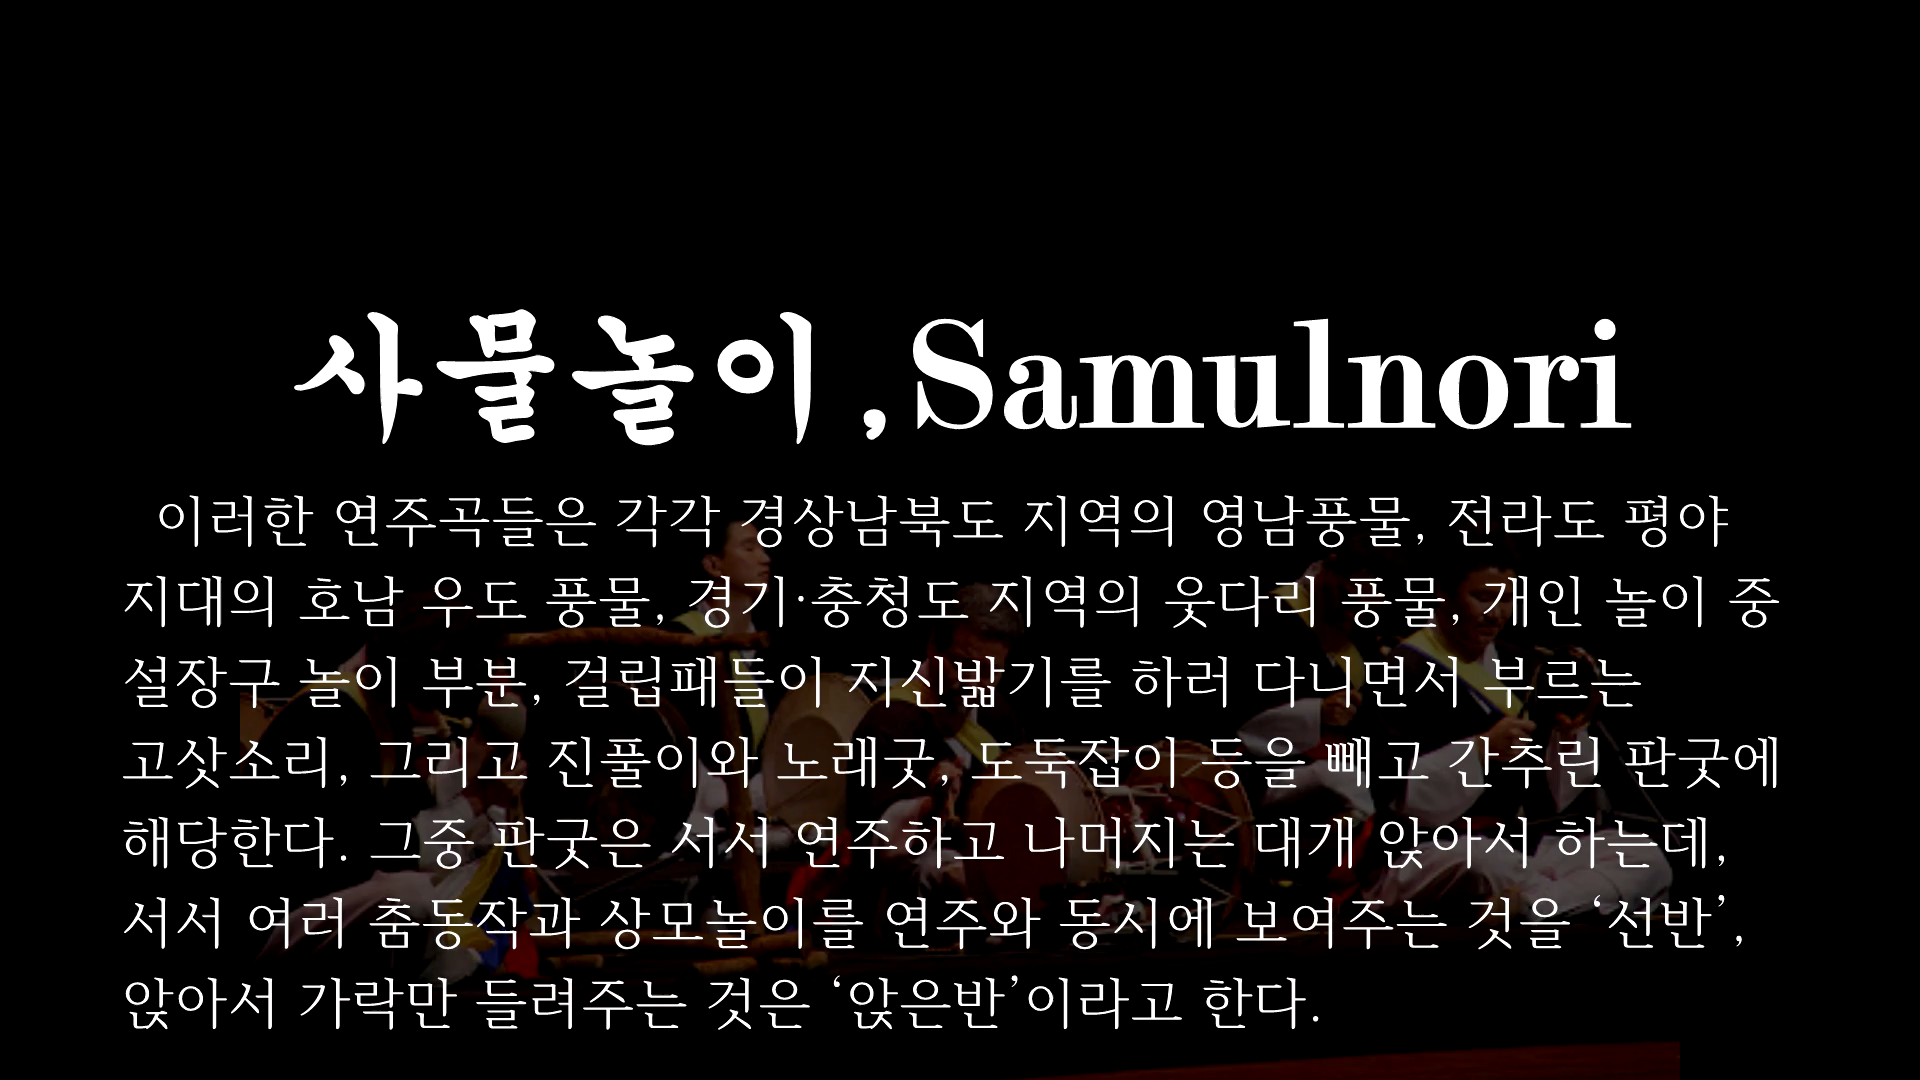 사물놀이 , Samulnori
이러한 연주곡들은 각각 경상남북도 지역의 영남풍물, 전라도 평야
지대의 호남 우도 풍물, 경기·충청도 지역의 웃다리 풍물, 개인 놀이 중
설장구 놀이 부분, 걸립패들이 지신밟기를 하러 다니면서 부르는
고삿소리, 그리고 진풀이와 노래굿, 도둑잡이 등을 빼고 간추린 판굿에
해당한다. 그중 판굿은 서서 연주하고 나머지는 대개 앉아서 하는데,
서서 여러 춤동작과 상모놀이를 연주와 동시에 보여주는 것을 ‘선반’,
앉아서 가락만 들려주는 것은 ‘앉은반’이라고 한다.